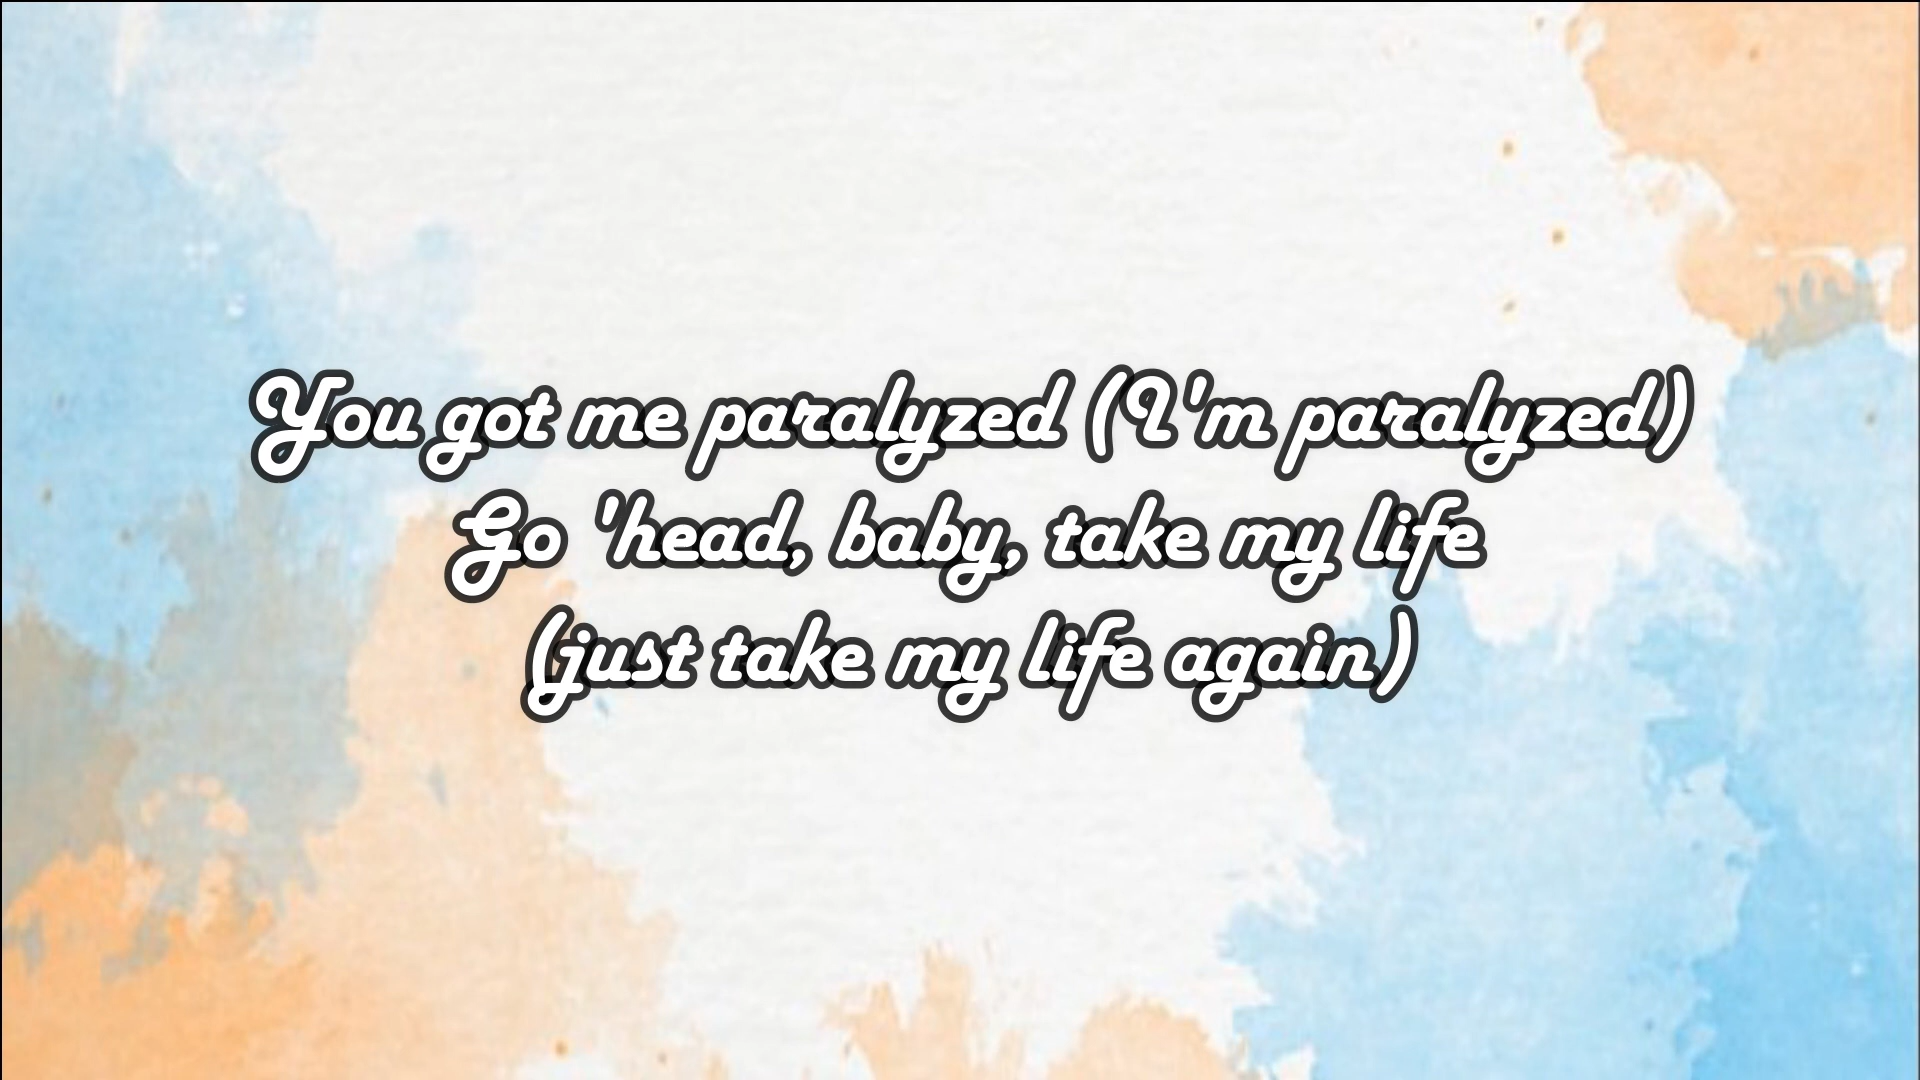 You got me paralyzed (I'm paralyzed)
Go 'head, baby, take my life
(just take my life again)